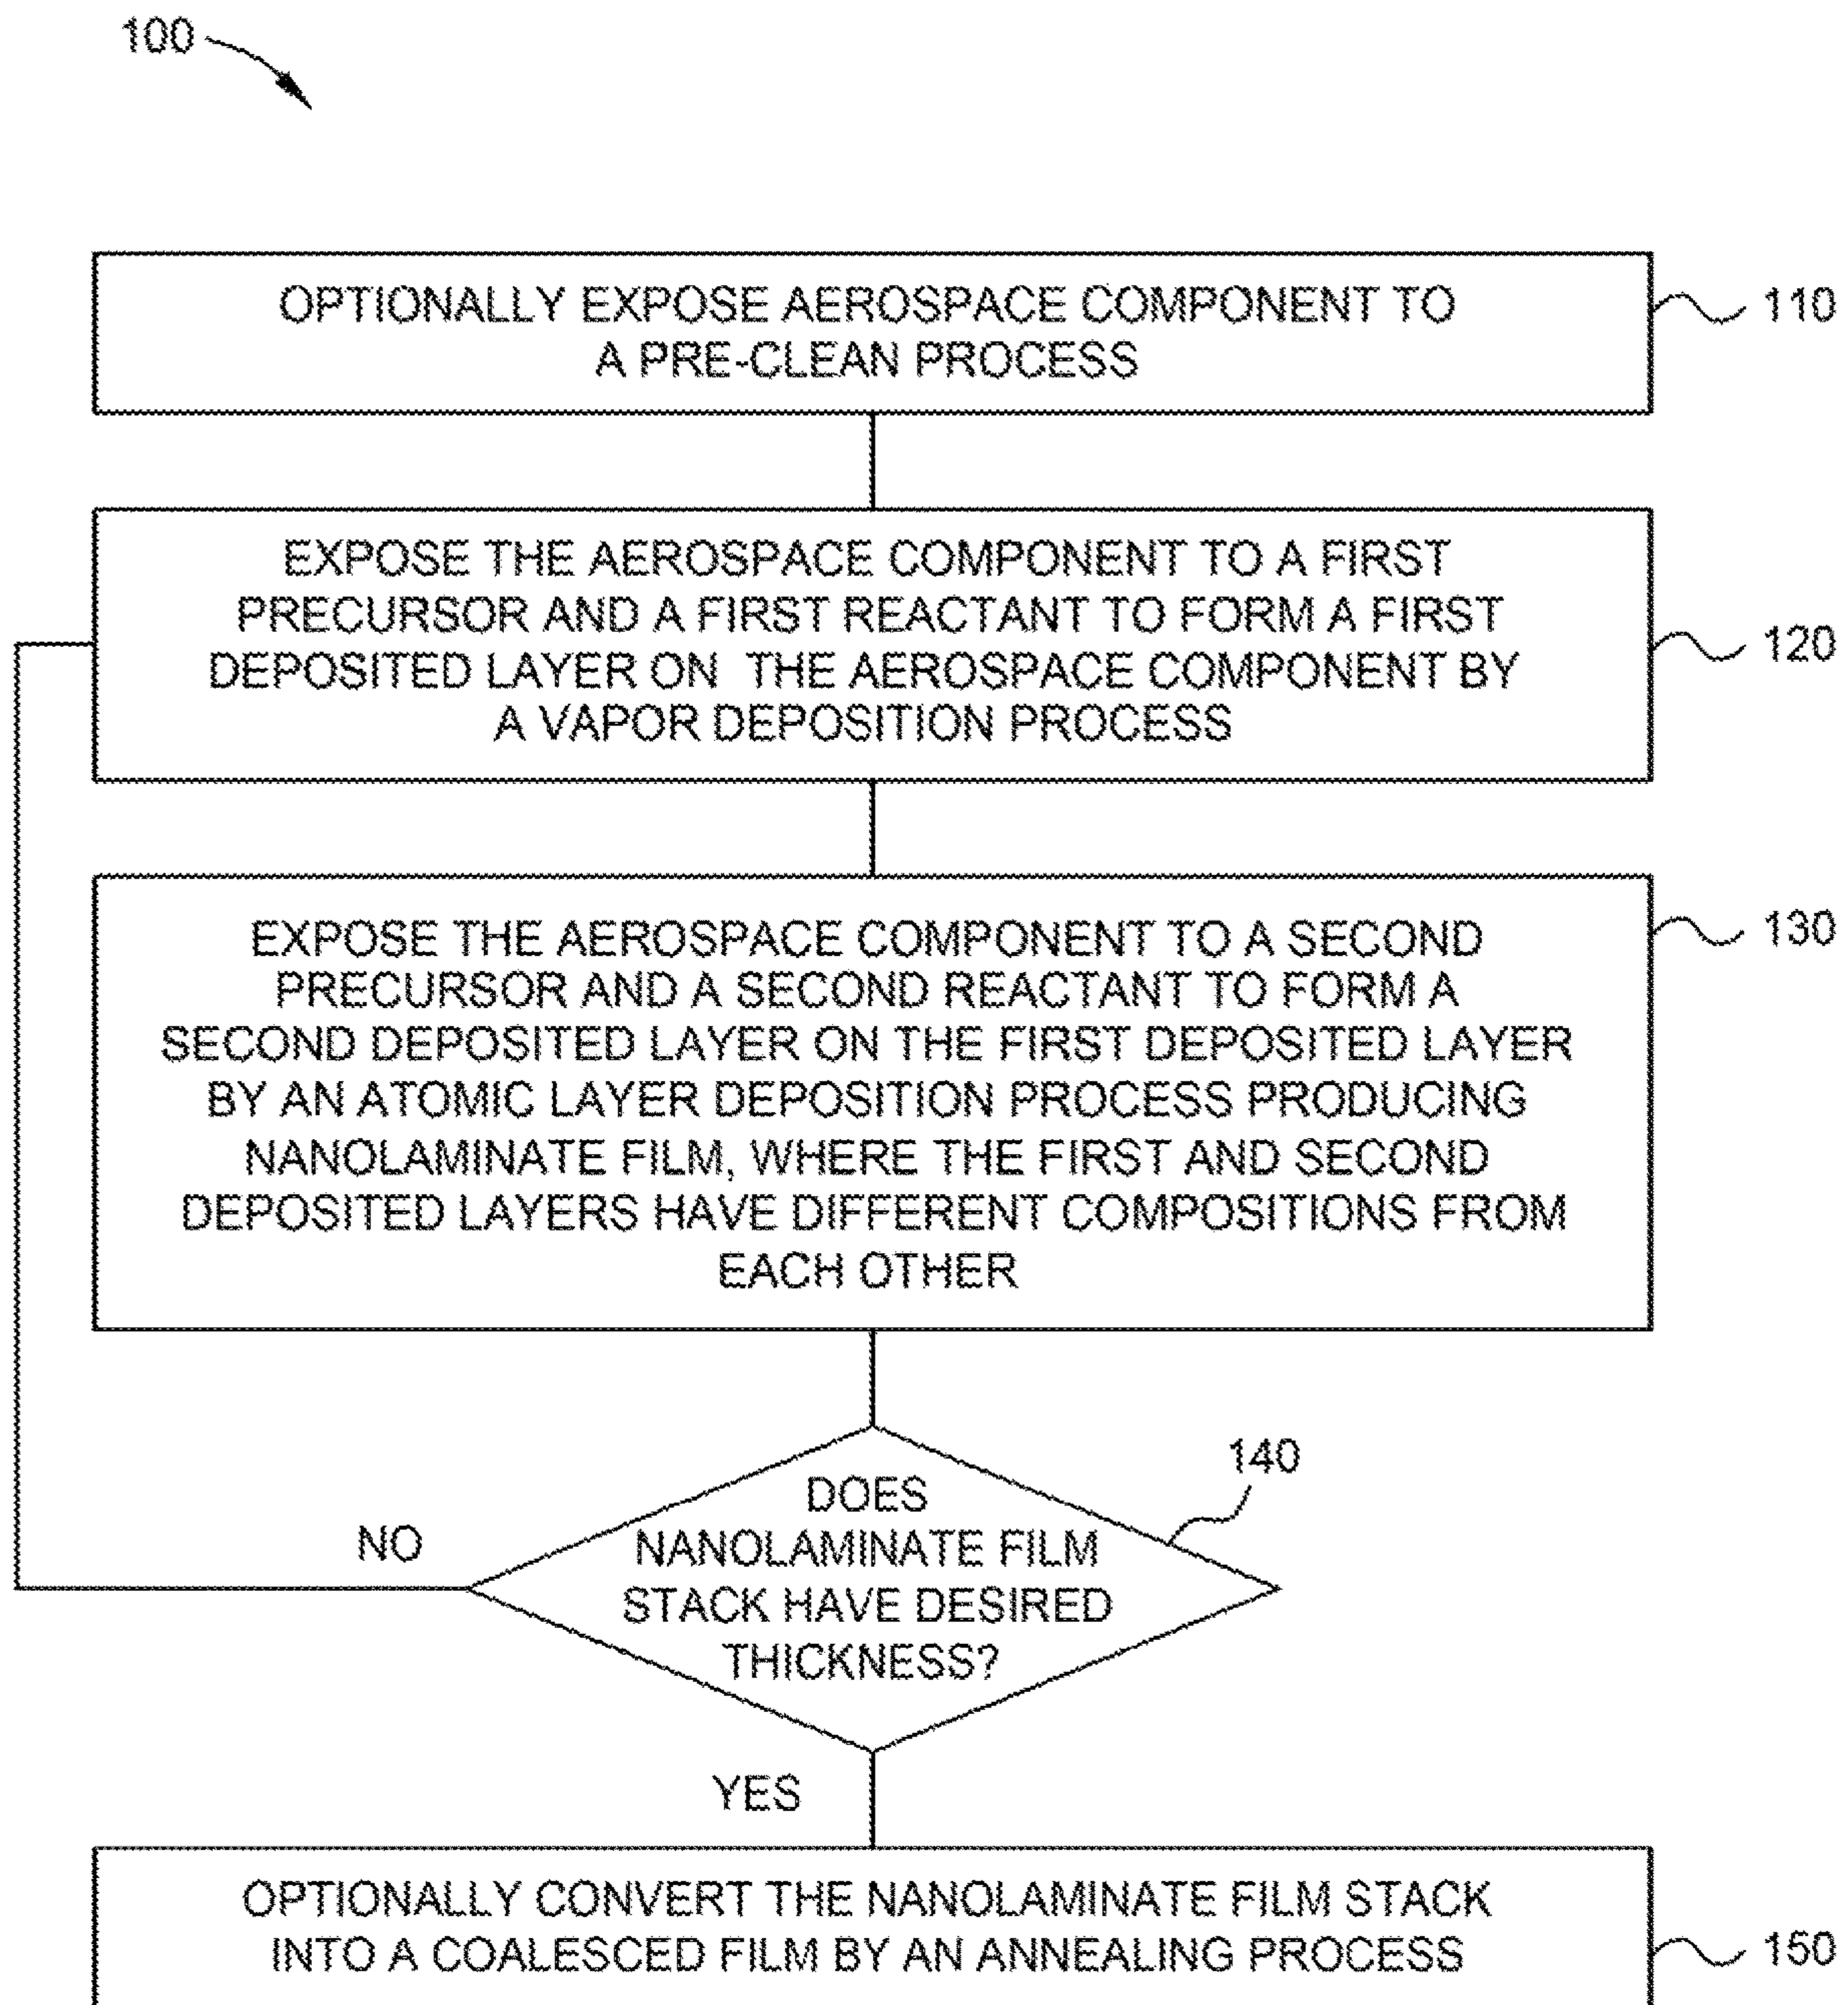 100
OPTIONALLY EXPOSE AEROSPACE COMPONENT TO
A PRE-CLEAN PROCESS
110
EXPOSE THE AEROSPACE COMPONENT TO A FIRST
PRECURSOR AND A FIRST REACTANT TO FORM A FIRST
DEPOSITED LAYER ON THE AEROSPACE COMPONENT BY
A VAPOR DEPOSITION PROCESS
120
EXPOSE THE AEROSPACE COMPONENT TO A SECOND
PRECURSOR AND A SECOND REACTANT TO FORM A
SECOND DEPOSITED LAYER ON THE FIRST DEPOSITED LAYER
BY AN ATOMIC LAYER DEPOSITION PROCESS PRODUCING
NANOLAMINATE FILM, WHERE THE FIRST AND SECOND
DEPOSITED LAYERS HAVE DIFFERENT COMPOSITIONS FROM
EACH OTHER
130
DOES
NANOLAMINATE FILM
STACK HAVE DESIRED
THICKNESS?
140
NO
YES
OPTIONALLY CONVERT THE NANOLAMINATE FILM STACK
INTO A COALESCED FILM BY AN ANNEALING PROCESS
150